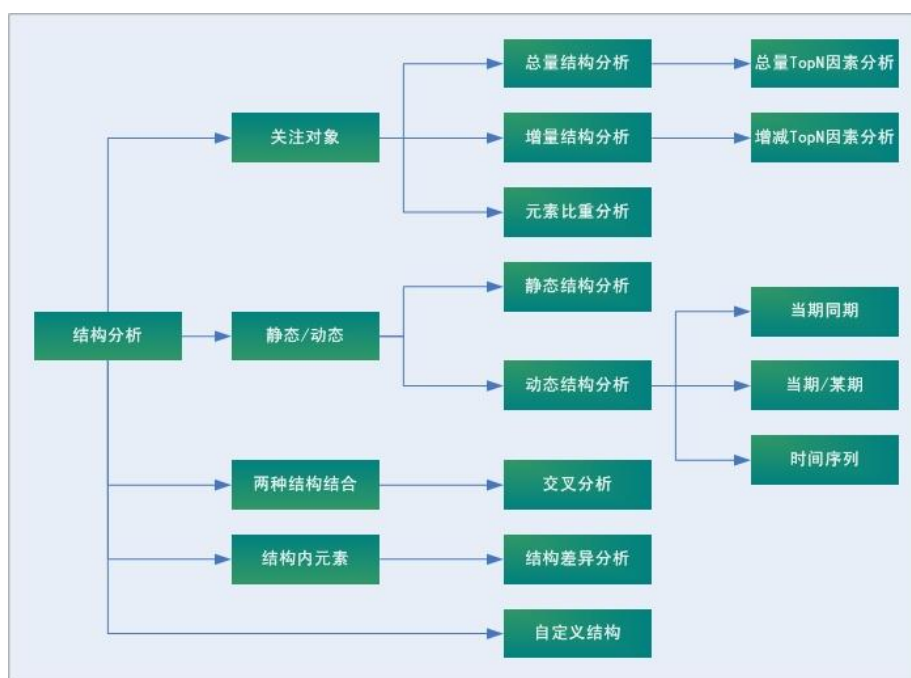 总量结构分析
总量TopN因素分析
关注对象
增量结构分析
增减TopN因素分析
元素比重分析
静态结构分析
当期同期
结构分析
静态/动态
动态结构分析
当期/某期
时间序列
两种结构结合
交叉分析
结构内元素
结构差异分析
自定义结构